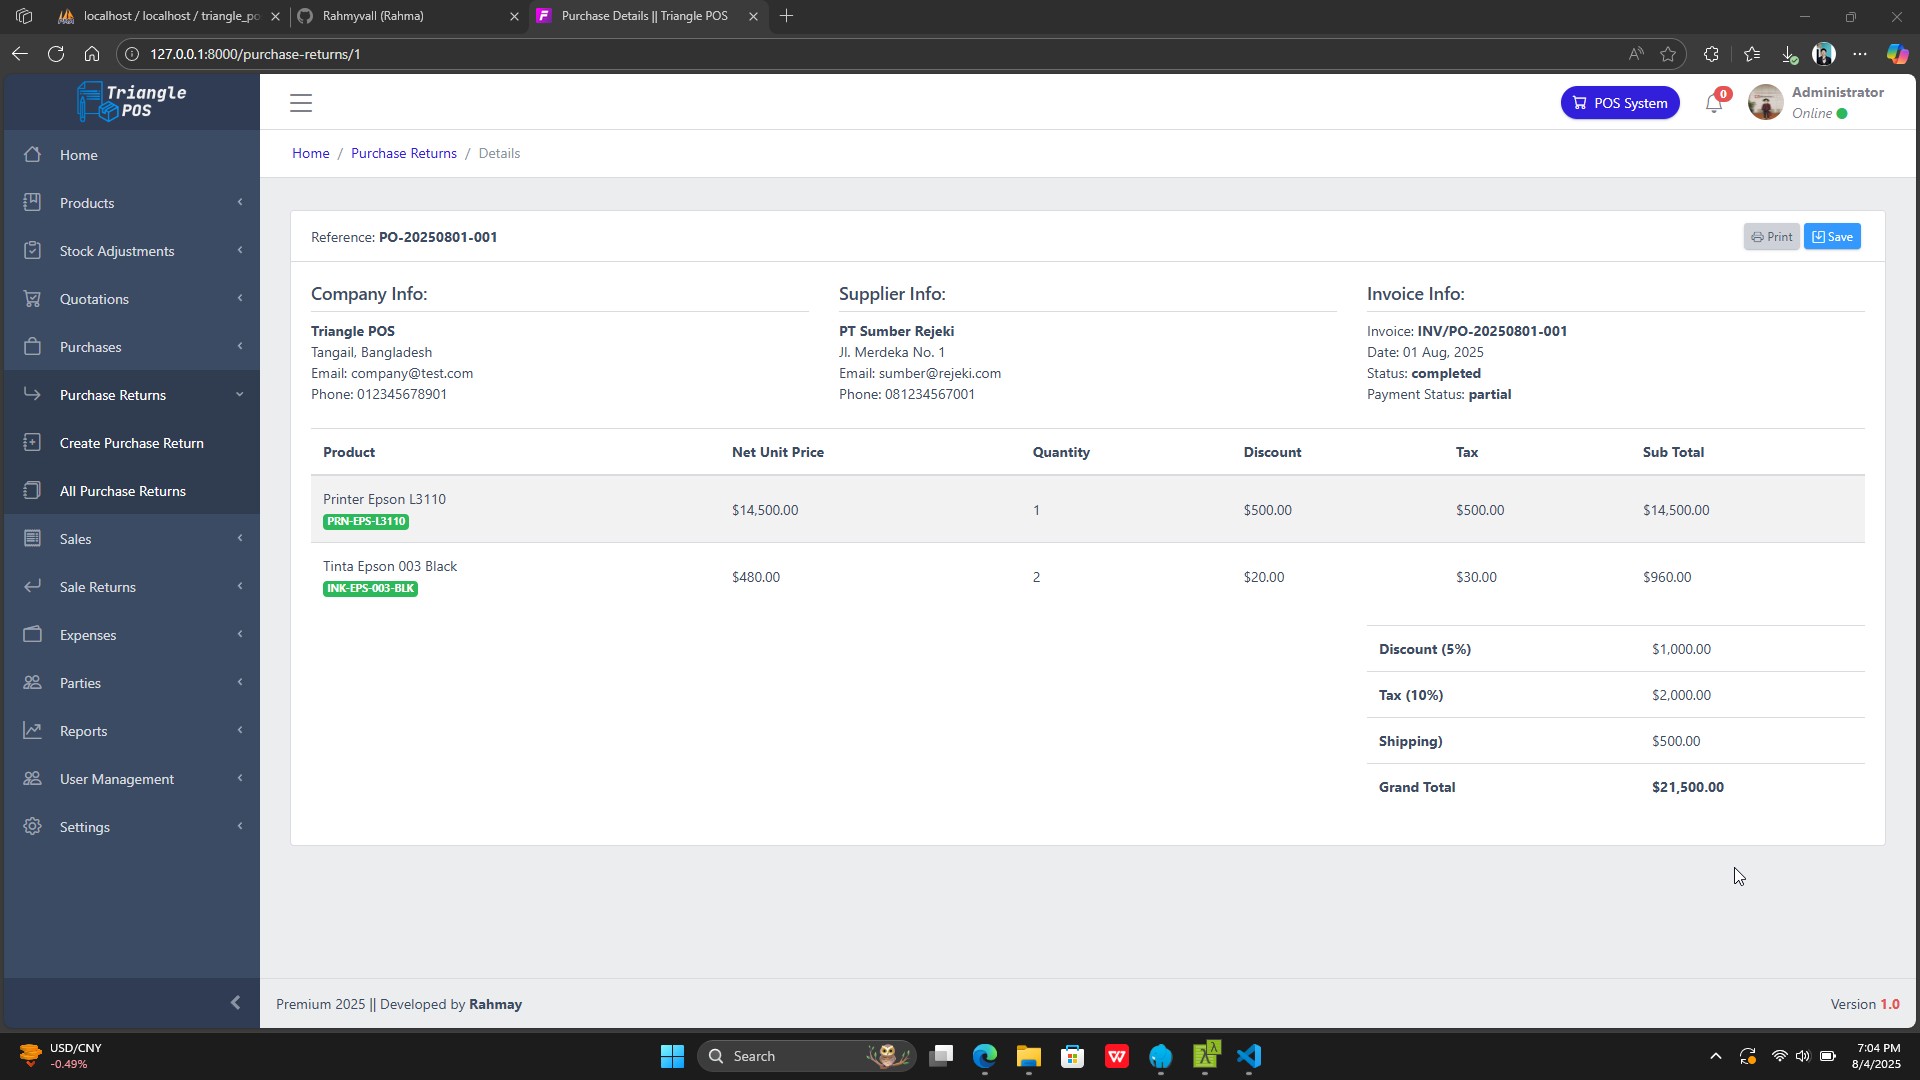 localhost / localhost / triangle_po
Rahmyvall (Rahma)
Purchase Details || Triangle POS
127.0.0.1:8000/purchase-returns/1
Triangle
POS
POS System
0
Administrator
Online
Home
Products
Stock Adjustments
Quotations
Purchases
Purchase Returns
Create Purchase Return
All Purchase Returns
Sales
Sale Returns
Expenses
Parties
Reports
User Management
Settings
Home / Purchase Returns / Details
Reference: PO-20250801-001
Print
Save
Company Info:
Triangle POS
Tangail, Bangladesh
Email: company@test.com
Phone: 012345678901
Supplier Info:
PT Sumber Rejeki
Jl. Merdeka No. 1
Email: sumber@rejeki.com
Phone: 081234567001
Invoice Info:
Invoice: INV/PO-20250801-001
Date: 01 Aug, 2025
Status: completed
Payment Status: partial
Product Net Unit Price Quantity Discount Tax Sub Total
Printer Epson L3110
PRN-EPS-L3110
$14,500.00 1 $500.00 $500.00 $14,500.00
Tinta Epson 003 Black
INK-EPS-003-BLK
$480.00 2 $20.00 $30.00 $960.00
Discount (5%) $1,000.00
Tax (10%) $2,000.00
Shipping) $500.00
Grand Total $21,500.00
Premium 2025 || Developed by Rahmay
Version 1.0
USD/CNY
-0.49%
Search
7:04 PM
8/4/2025